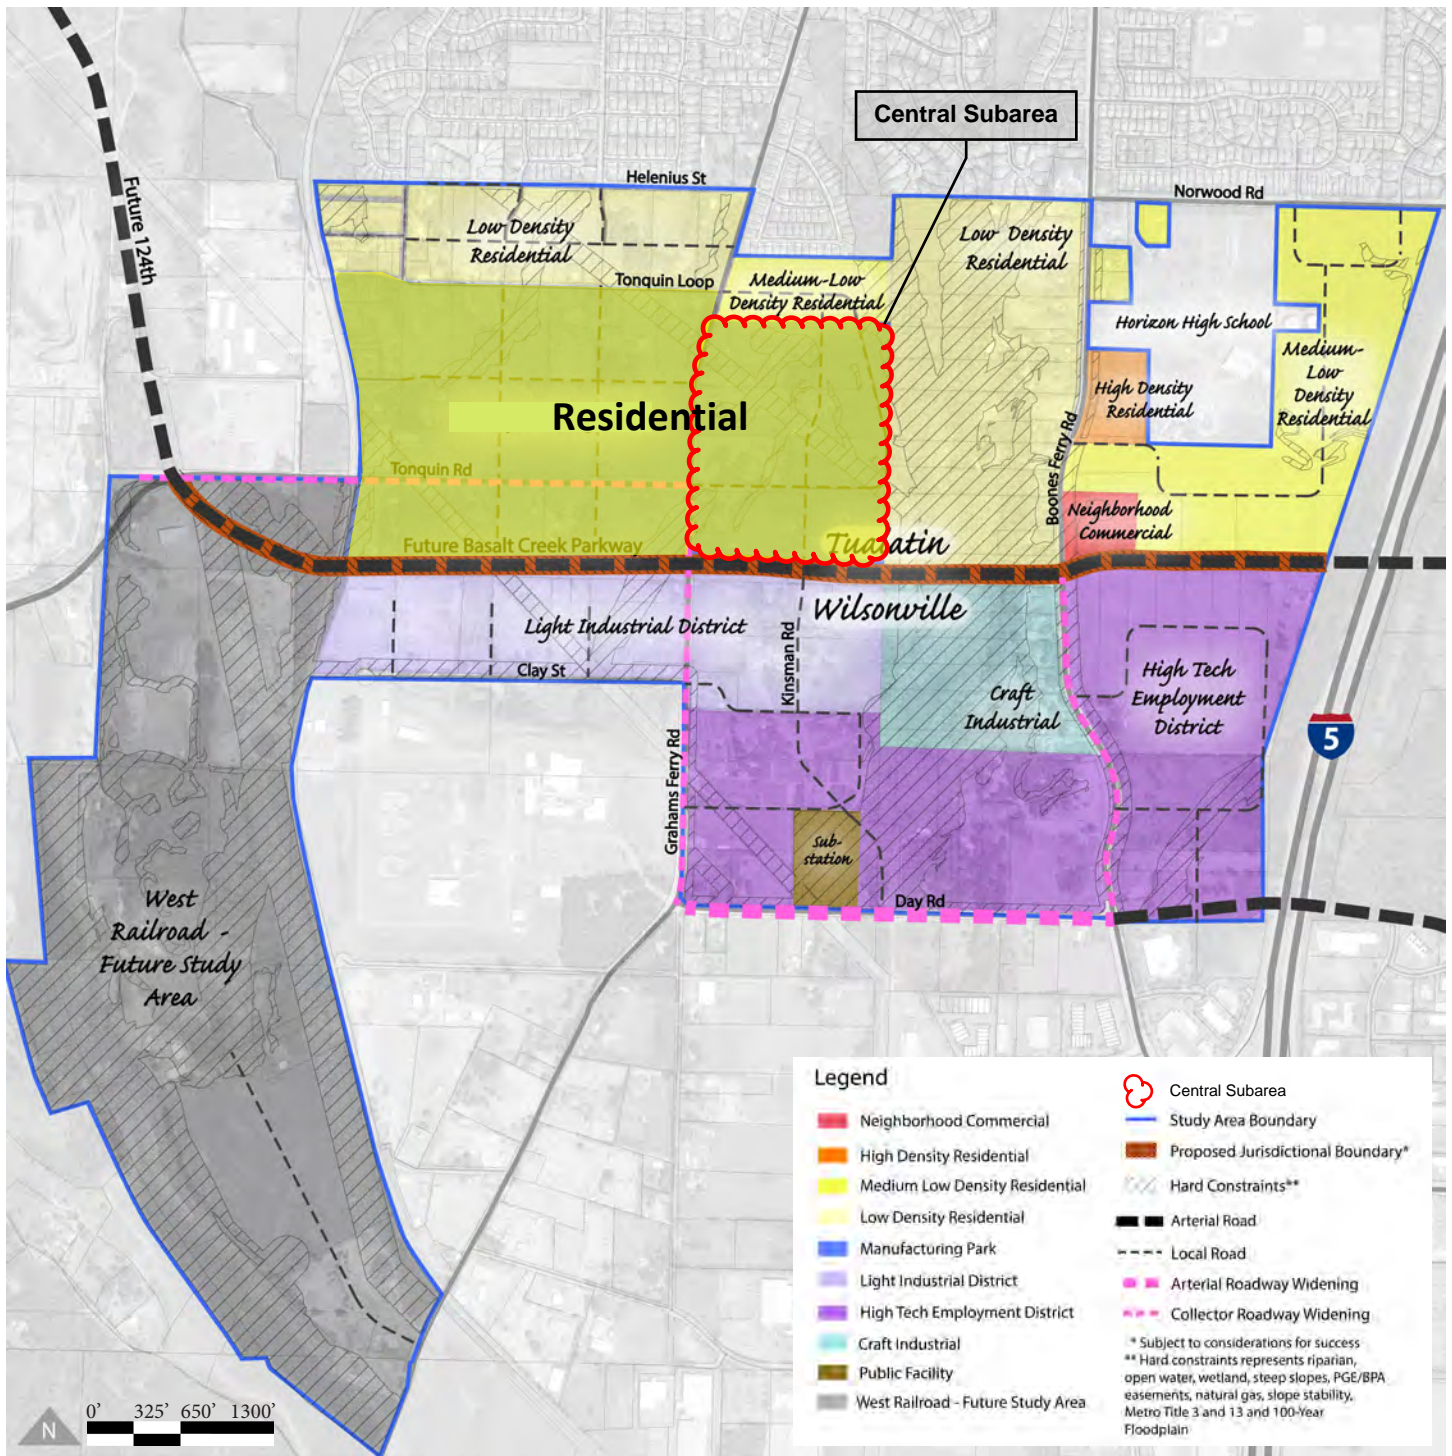 Central Subarea
Helenius St
Norwood Rd
Future 124th
Low Density
Residential
Low Density
Residential
Tonquin Loop
Medium-Low
Density Residential
Horizon High School
Medium-
Low
Density
Residential
High Density
Residential
Residential
Boones Ferry Rd
Tonquin Rd
Neighborhood
Commercial
Future Basalt Creek Parkway
Tualatin
Wilsonville
Light Industrial District
Kinsman Rd
Clay St
Craft
Industrial
High Tech
Employment
District
5
Grahams Ferry Rd
Sub-
station
Day Rd
West
Railroad -
Future Study
Area
Legend
Neighborhood Commercial
High Density Residential
Medium Low Density Residential
Low Density Residential
Manufacturing Park
Light Industrial District
High Tech Employment District
Craft Industrial
Public Facility
West Railroad - Future Study Area
Central Subarea
Study Area Boundary
Proposed Jurisdictional Boundary*
Hard Constraints**
Arterial Road
Local Road
Arterial Roadway Widening
Collector Roadway Widening
* Subject to considerations for success
** Hard constraints represents riparian,
open water, wetland, steep slopes, PGE/BPA
easements, natural gas, slope stability,
Metro Title 3 and 13 and 100-Year
Floodplain
N
0' 325' 650' 1300'